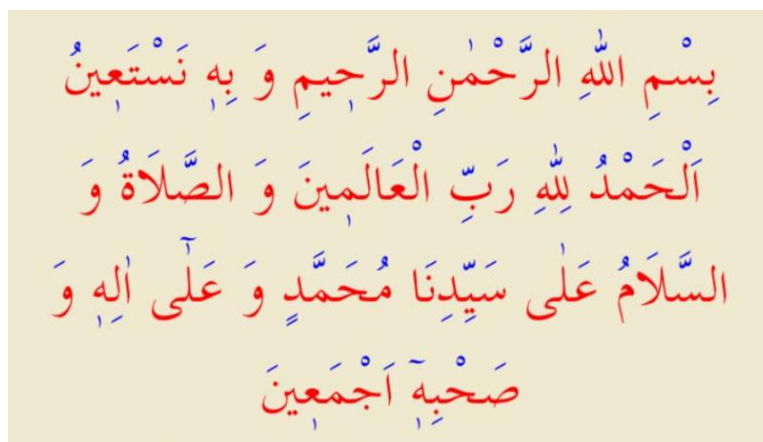 بِسْمِ اللّٰهِ الرَّحْمٰنِ الرَّحٖيمِ وَ بِهٖ نَسْتَعٖينُ
اَلْحَمْدُ لِلّٰهِ رَبِّ الْعَالَمٖينَ وَ الصَّلَاةُ وَ
السَّلَامُ عَلٰى سَيِّدِنَا مُحَمَّدٍ وَ عَلٰٓى اٰلِهٖ وَ
صَحْبِهٖٓ اَجْمَعٖينَ